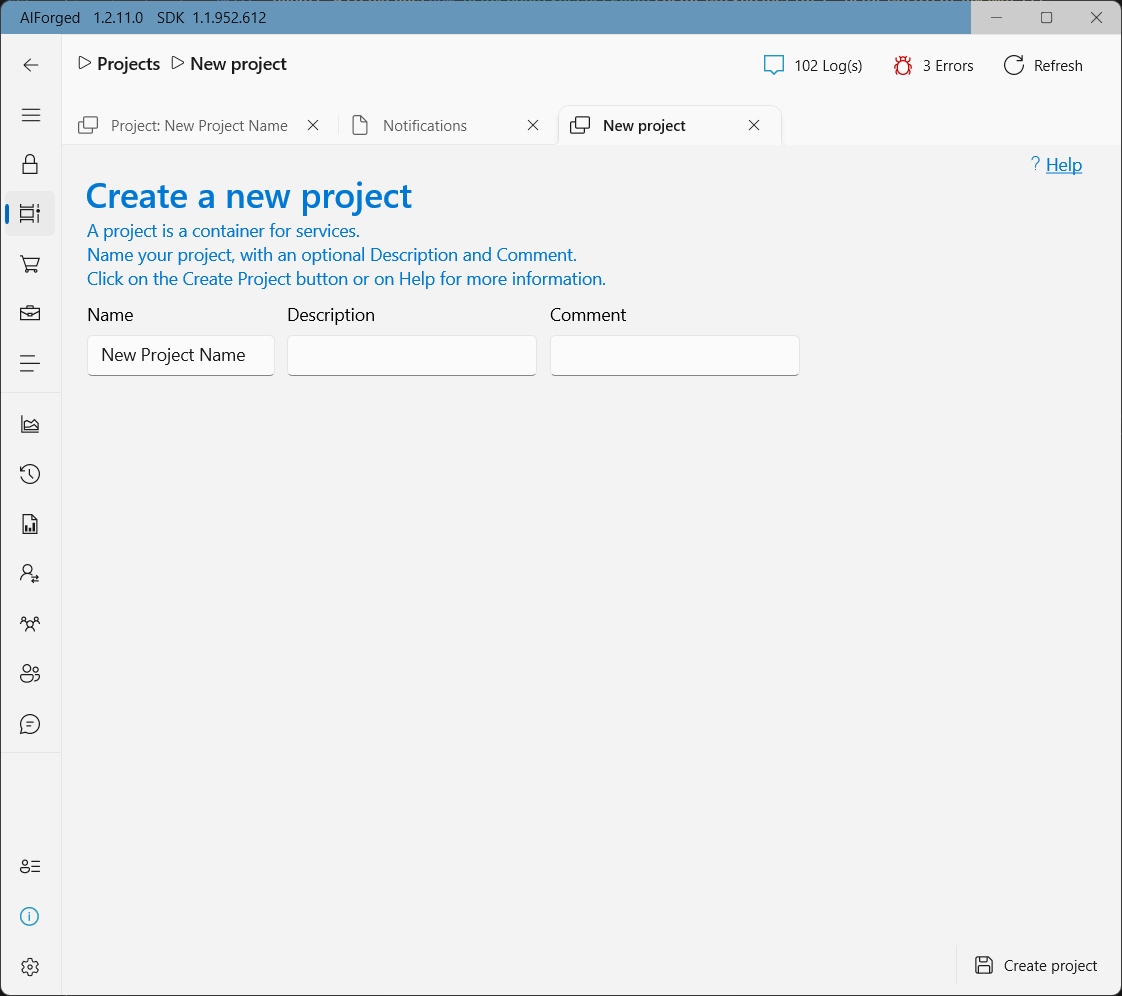 AIForged 1.2.11.0 SDK 1.1.952.612
Projects New project
102 Log(s) 3 Errors Refresh
Project: New Project Name Notifications New project
? Help
Create a new project
A project is a container for services.
Name your project, with an optional Description and Comment.
Click on the Create Project button or on Help for more information.
Name Description Comment
New Project Name
Create project